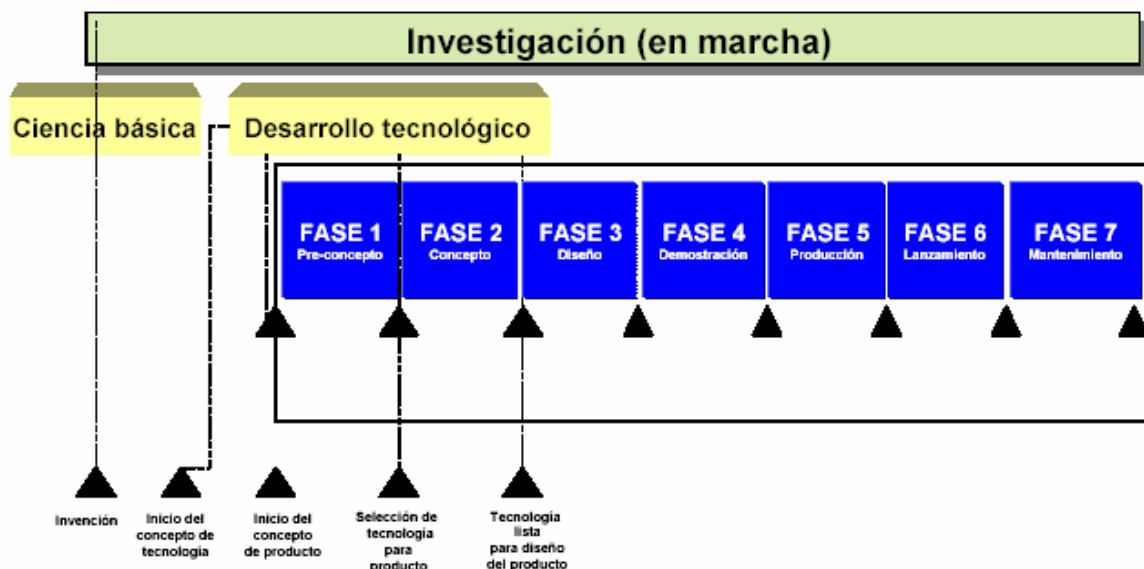 Investigación (en marcha)
Ciencia básica
Desarrollo tecnológico
FASE 1
Pre-concepto
FASE 2
Concepto
FASE 3
Diseño
FASE 4
Demostración
FASE 5
Producción
FASE 6
Lanzamiento
FASE 7
Mantenimiento
Invención
Inicio del
concepto de
tecnología
Inicio del
concepto
de producto
Selección de
tecnología
para
producto
Tecnología
lista
para diseño
del producto